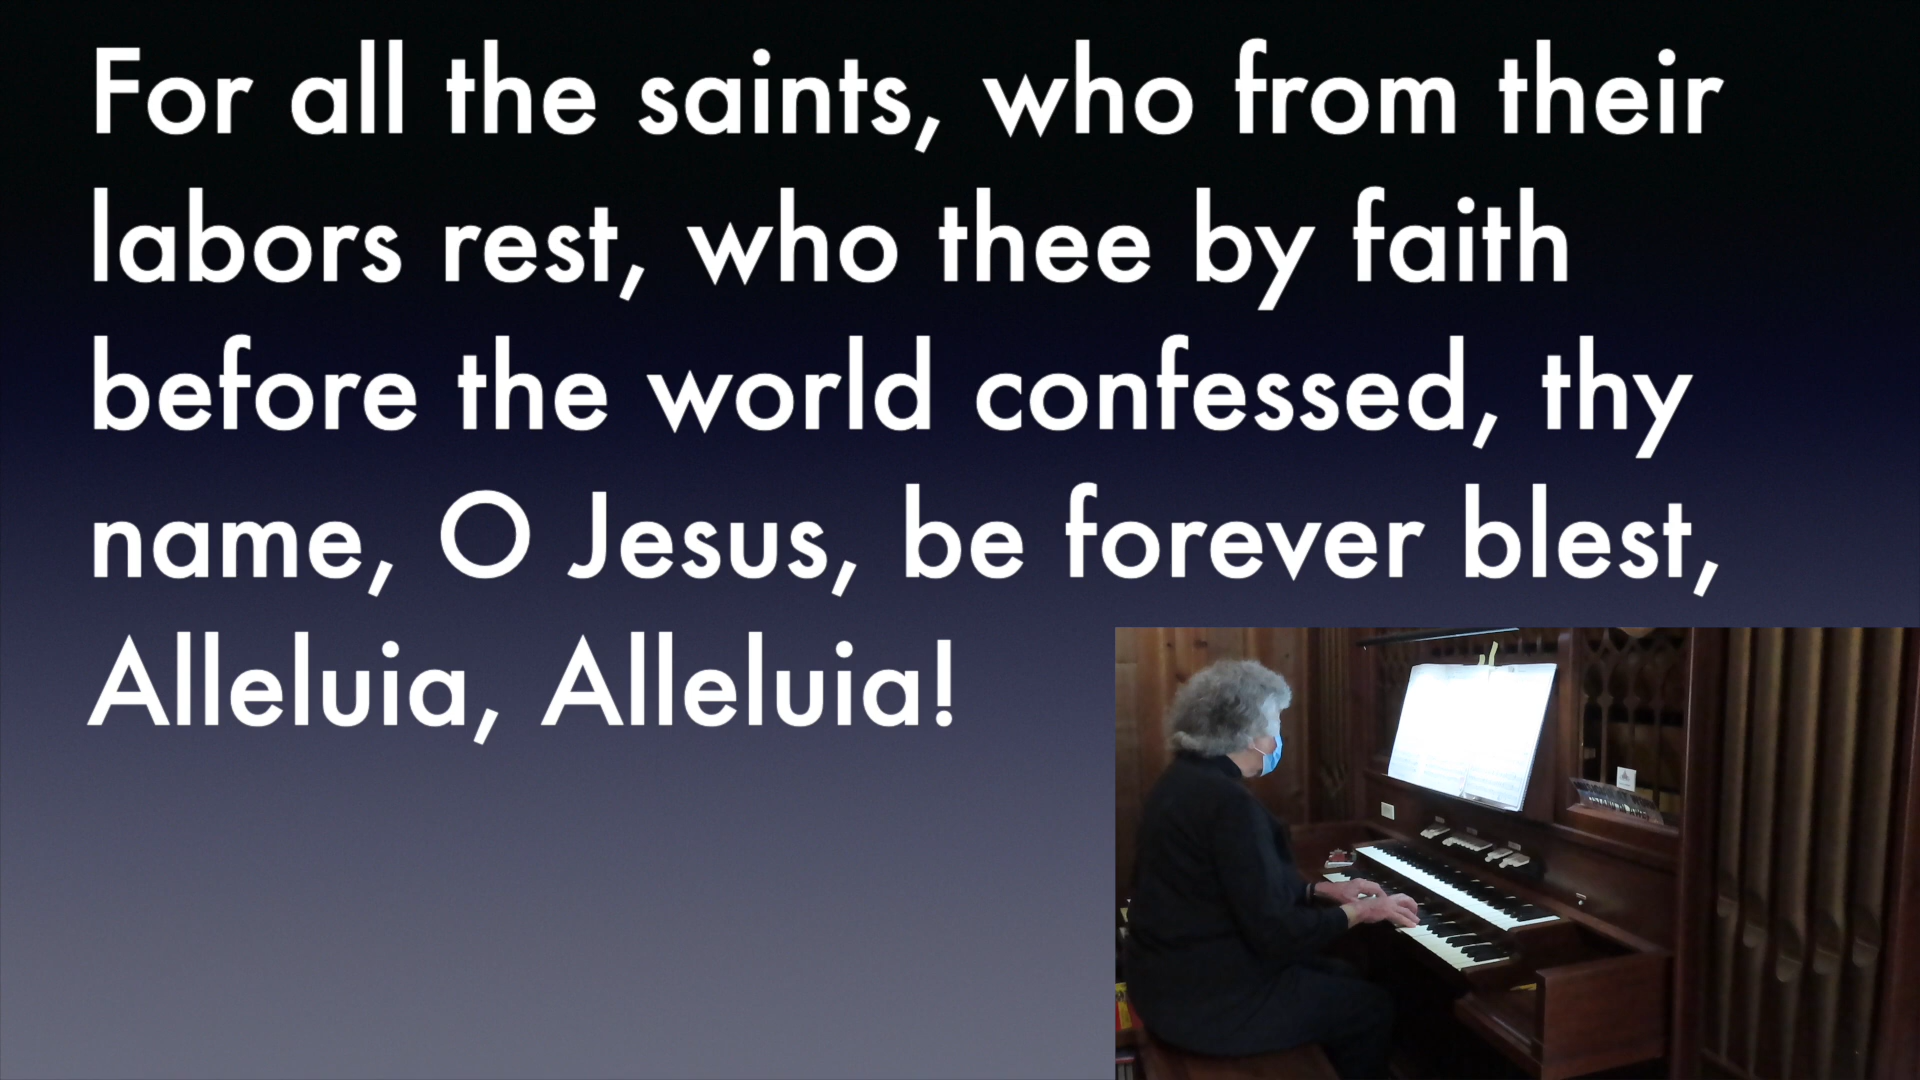 For all the saints, who from their
labors rest, who thee by faith
before the world confessed, thy
name, O Jesus, be forever blest,
Alleluia, Alleluia!